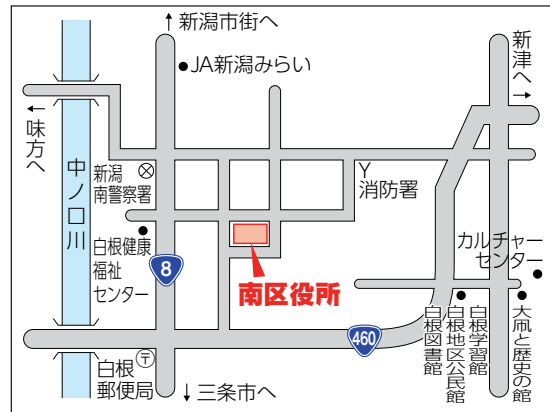 ↑新潟市街へ
●JA新潟みらい
新津へ→
←味方へ
中ノ口川
新潟
南警察署
Y
消防署
白根健康
福祉
センター
8
南区役所
カルチャー
センター
460
白根図書館
白根地区公民館
白根学習館
大凧と歴史の館
〒
白根
郵便局
↓三条市へ